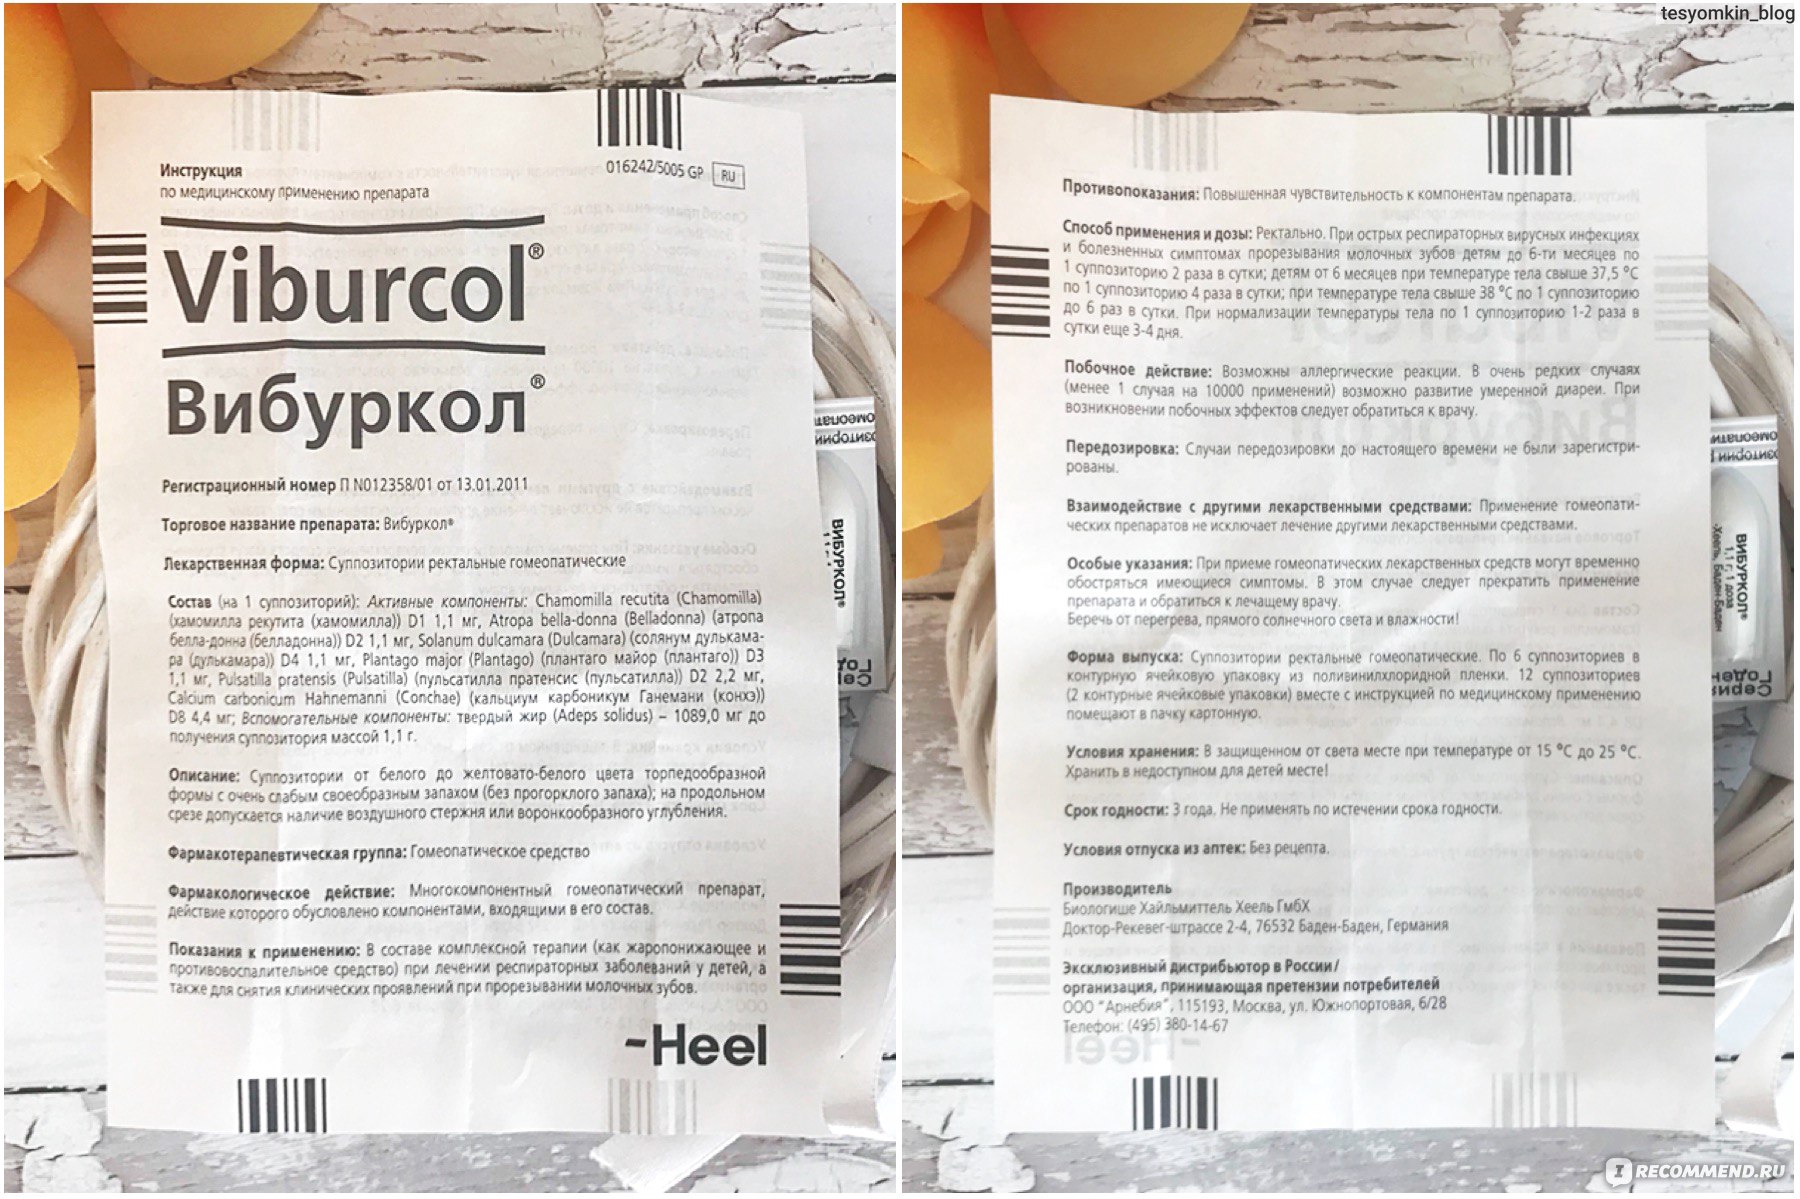 tesyomkin_blog
Инструкция
по медицинскому применению препарата
016242/5005 GP RU
Viburcol®
Вибуркол®
Регистрационный номер П N012358/01 от 13.01.2011
Торговое название препарата: Вибуркол®
Лекарственная форма: Суппозитории ректальные гомеопатические
Состав (на 1 суппозиторий): Активные компоненты: Chamomilla recutita (Chamomilla)
(хамомилла рекутита (хамомилла)) D1 1,1 мг, Atropa bella-donna (Belladonna) (атропа
белла-донна (белладонна)) D2 1,1 мг, Solanum dulcamara (Dulcamara) (солянум дулькама-
ра (дулькамара)) D4 1,1 мг, Plantago major (Plantago) (плантаго майор (плантаго)) D3
1,1 мг, Pulsatilla pratensis (Pulsatilla) (пульсатилла пратенсис (пульсатилла)) D2 2,2 мг,
Calcium carbonicum Hahnemanni (Conchae) (кальциум карбоникум Ганемани (конхэ))
D8 4,4 мг; Вспомогательные компоненты: твердый жир (Adeps solidus) – 1089,0 мг до
получения суппозитория массой 1,1 г.
Описание: Суппозитории от белого до желтовато-белого цвета торпедообразной
формы с очень слабым своеобразным запахом (без прогорклого запаха); на продольном
срезе допускается наличие воздушного стержня или воронкообразного углубления.
Фармакотерапевтическая группа: Гомеопатическое средство
Фармакологическое действие: Многокомпонентный гомеопатический препарат,
действие которого обусловлено компонентами, входящими в его состав.
Показания к применению: В составе комплексной терапии (как жаропонижающее и
противовоспалительное средство) при лечении респираторных заболеваний у детей, а
также для снятия клинических проявлений при прорезывании молочных зубов.
-Heel
ВИБУРКОЛ®
Противопоказания: Повышенная чувствительность к компонентам препарата.
Способ применения и дозы: Ректально. При острых респираторных вирусных инфекциях
и болезненных симптомах прорезывания молочных зубов детям до 6-ти месяцев по
1 суппозиторию 2 раза в сутки; детям от 6 месяцев при температуре тела свыше 37,5 °C
по 1 суппозиторию 4 раза в сутки; при температуре тела свыше 38 °C по 1 суппозиторию
до 6 раз в сутки. При нормализации температуры тела по 1 суппозиторию 1-2 раза в
сутки еще 3-4 дня.
Побочное действие: Возможны аллергические реакции. В очень редких случаях
(менее 1 случая на 10000 применений) возможно развитие умеренной диареи. При
возникновении побочных эффектов следует обратиться к врачу.
Передозировка: Случаи передозировки до настоящего времени не были зарегистри-
рованы.
Взаимодействие с другими лекарственными средствами: Применение гомеопати-
ческих препаратов не исключает лечение другими лекарственными средствами.
Особые указания: При приеме гомеопатических лекарственных средств могут временно
обостряться имеющиеся симптомы. В этом случае следует прекратить применение
препарата и обратиться к лечащему врачу.
Беречь от перегрева, прямого солнечного света и влажности!
Форма выпуска: Суппозитории ректальные гомеопатические. По 6 суппозиториев в
контурную ячейковую упаковку из поливинилхлоридной пленки. 12 суппозиториев
(2 контурные ячейковые упаковки) вместе с инструкцией по медицинскому применению
помещают в пачку картонную.
Условия хранения: В защищенном от света месте при температуре от 15 °C до 25 °C.
Хранить в недоступном для детей месте!
Срок годности: 3 года. Не применять по истечении срока годности.
Условия отпуска из аптек: Без рецепта.
Производитель
Биологише Хайльмиттель Хеель ГмбХ
Доктор-Рекевег-штрассе 2-4, 76532 Баден-Баден, Германия
Эксклюзивный дистрибьютор в России/
организация, принимающая претензии потребителей
ООО "Арнебия", 115193, Москва, ул. Южнопортовая, 6/28
Телефон: (495) 380-14-67
ВИБУРКОЛ®
1,1 г, 1 доза
-Хеель, Баден-Баден
IRECOMMEND.RU